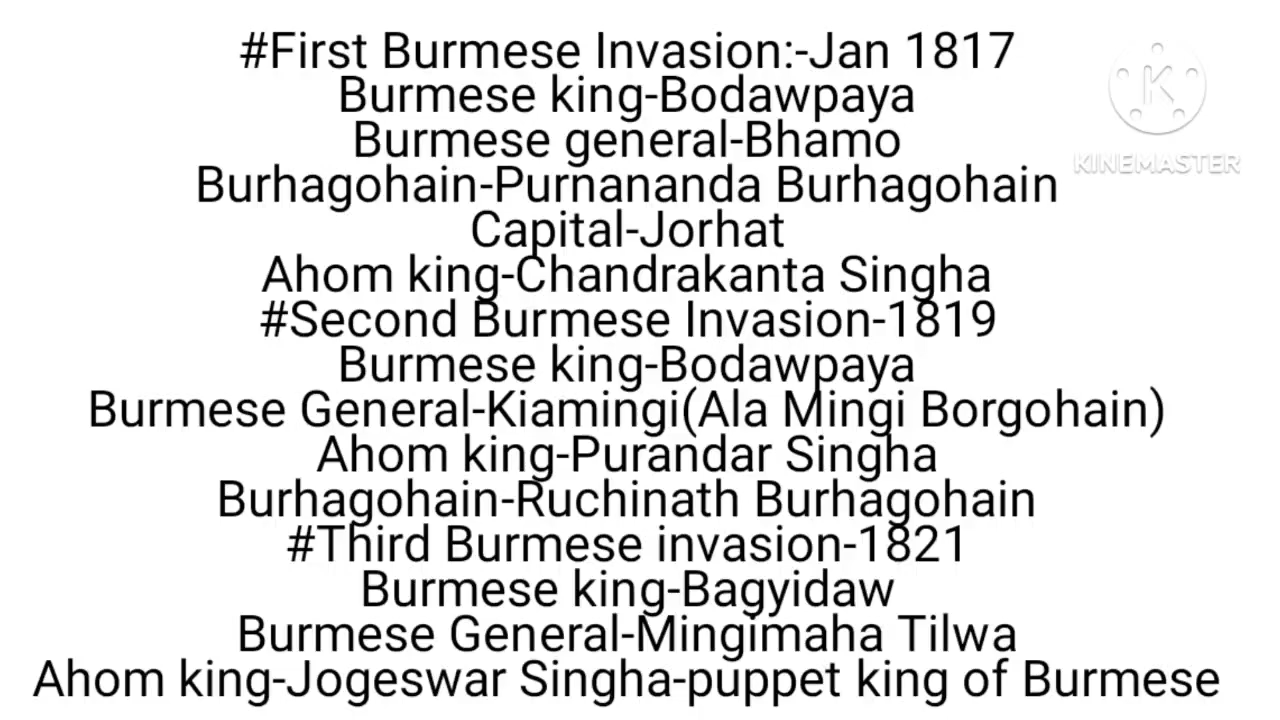 #First Burmese Invasion:-Jan 1817
Burmese king-Bodawpaya
Burmese general-Bhamo
Burhagohain-Purnananda Burhagohain
Capital-Jorhat
Ahom king-Chandrakanta Singha
#Second Burmese Invasion-1819
Burmese king-Bodawpaya
Burmese General-Kiamingi(Ala Mingi Borgohain)
Ahom king-Purandar Singha
Burhagohain-Ruchinath Burhagohain
#Third Burmese invasion-1821
Burmese king-Bagyidaw
Burmese General-Mingimaha Tilwa
Ahom king-Jogeswar Singha-puppet king of Burmese
K
KINEMASTER